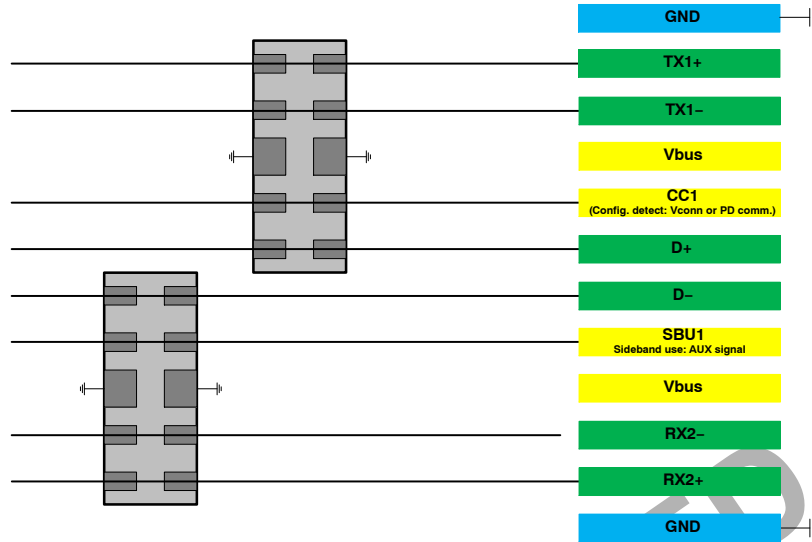 GND
TX1+
TX1−
Vbus
CC1
(Config. detect: Vconn or PD comm.)
D+
D−
SBU1
Sideband use: AUX signal
Vbus
RX2−
RX2+
GND